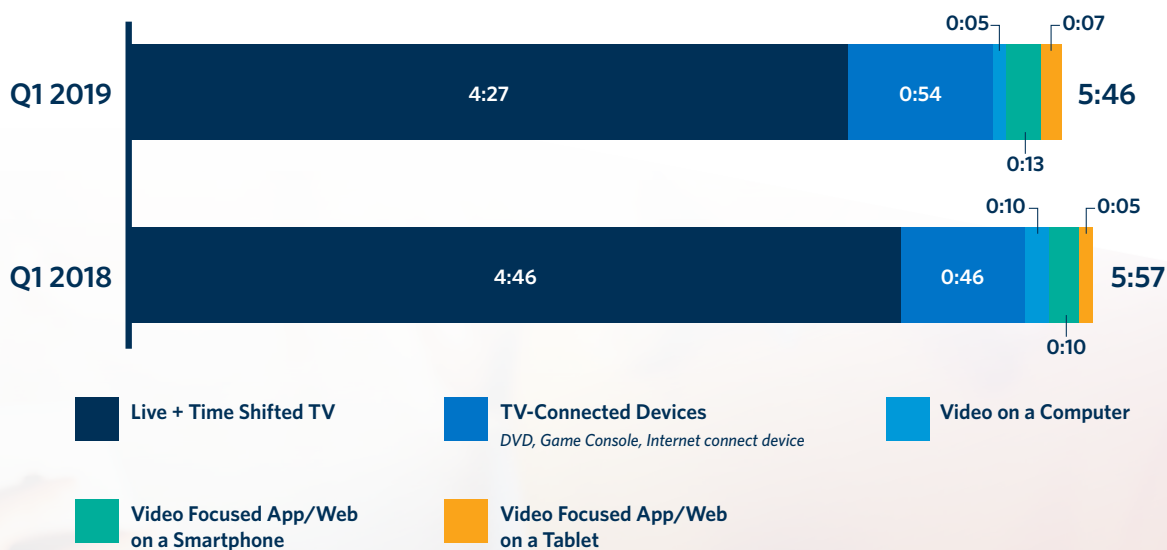 0:05
0:07
Q1 2019
4:27
0:54
5:46
0:13
0:10
0:05
Q1 2018
4:46
0:46
5:57
0:10
Live + Time Shifted TV
TV-Connected Devices
DVD, Game Console, Internet connect device
Video on a Computer
Video Focused App/Web
on a Smartphone
Video Focused App/Web
on a Tablet